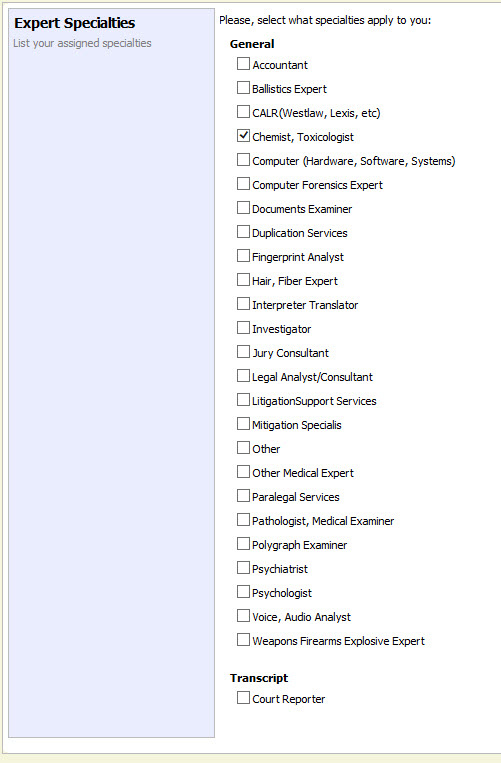 Expert Specialties
List your assigned specialties
Please, select what specialties apply to you:
General
Accountant
Ballistics Expert
CALR(Westlaw, Lexis, etc)
Chemist, Toxicologist
Computer (Hardware, Software, Systems)
Computer Forensics Expert
Documents Examiner
Duplication Services
Fingerprint Analyst
Hair, Fiber Expert
Interpreter Translator
Investigator
Jury Consultant
Legal Analyst/Consultant
LitigationSupport Services
Mitigation Specialis
Other
Other Medical Expert
Paralegal Services
Pathologist, Medical Examiner
Polygraph Examiner
Psychiatrist
Psychologist
Voice, Audio Analyst
Weapons Firearms Explosive Expert
Transcript
Court Reporter